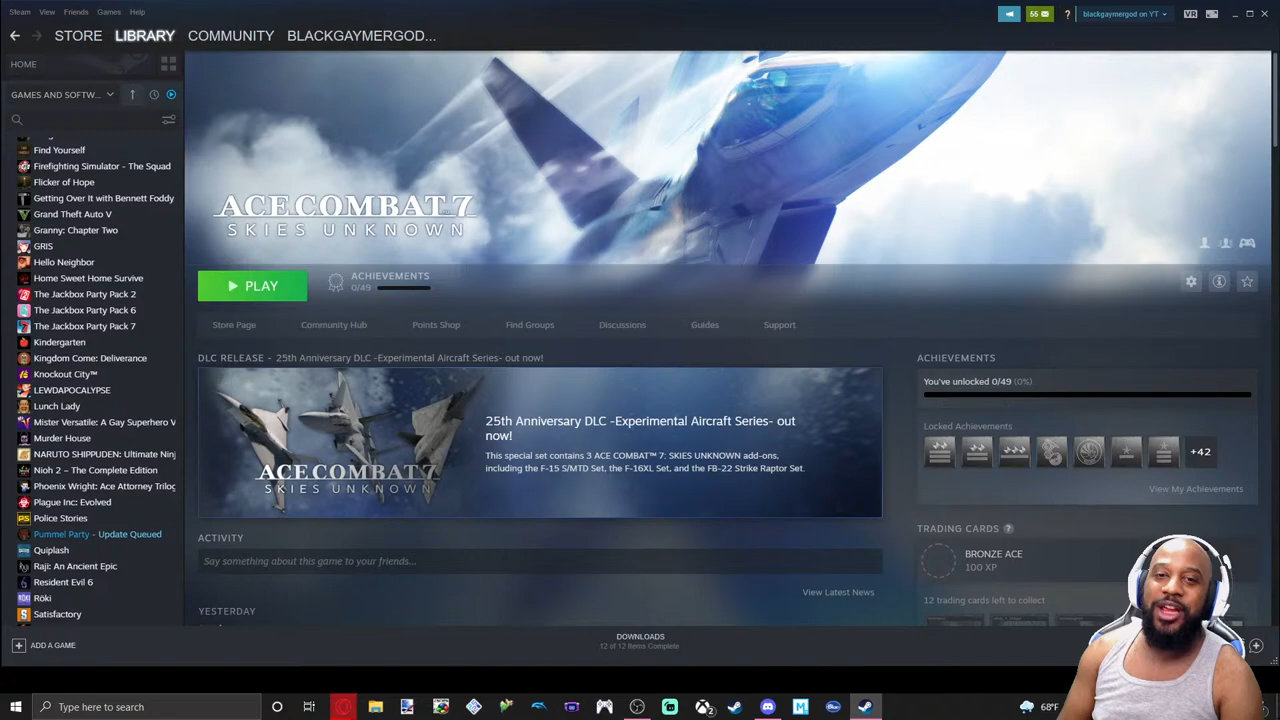 Steam View Friends Games Help
55
?
blackgaymergod on YT
VR
STORE LIBRARY COMMUNITY BLACKGAYMERGOD...
HOME
GAMES AND SOFTW...
Find Yourself
Firefighting Simulator - The Squad
Flicker of Hope
Getting Over It with Bennett Foddy
Grand Theft Auto V
Granny: Chapter Two
GRIS
Hello Neighbor
Home Sweet Home Survive
The Jackbox Party Pack 2
The Jackbox Party Pack 6
The Jackbox Party Pack 7
Kindergarten
Kingdom Come: Deliverance
Knockout City™
LEWDAPOCALYPSE
Lunch Lady
Mister Versatile: A Gay Superhero V
Murder House
NARUTO SHIPPUDEN: Ultimate Ninj
Nioh 2 – The Complete Edition
Phoenix Wright: Ace Attorney Trilog
Plague Inc: Evolved
Police Stories
Pummel Party - Update Queued
Quiplash
Raji: An Ancient Epic
Resident Evil 6
Röki
Satisfactory
ADD A GAME
ACE COMBAT 7
SKIES UNKNOWN
PLAY
ACHIEVEMENTS
0/49
Store Page Community Hub Points Shop Find Groups Discussions Guides Support
DLC RELEASE - 25th Anniversary DLC -Experimental Aircraft Series- out now!
ACE COMBAT 7
SKIES UNKNOWN
25th Anniversary DLC -Experimental Aircraft Series- out
now!
This special set contains 3 ACE COMBAT™ 7: SKIES UNKNOWN add-ons,
including the F-15 S/MTD Set, the F-16XL Set, and the FB-22 Strike Raptor Set.
ACTIVITY
Say something about this game to your friends...
View Latest News
YESTERDAY
ACHIEVEMENTS
You've unlocked 0/49 (0%)
Locked Achievements
+42
View My Achievements
TRADING CARDS ?
BRONZE ACE
100 XP
12 trading cards left to collect
DOWNLOADS
12 of 12 Items Complete
Type here to search
68°F